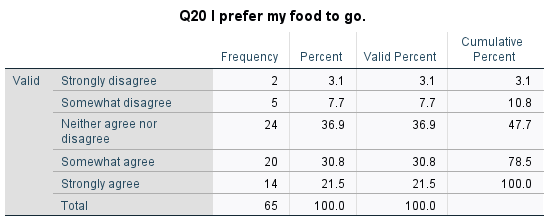 Q20 I prefer my food to go.
Frequency Percent Valid Percent Cumulative Percent
Valid Strongly disagree 2 3.1 3.1 3.1
Somewhat disagree 5 7.7 7.7 10.8
Neither agree nor disagree 24 36.9 36.9 47.7
Somewhat agree 20 30.8 30.8 78.5
Strongly agree 14 21.5 21.5 100.0
Total 65 100.0 100.0